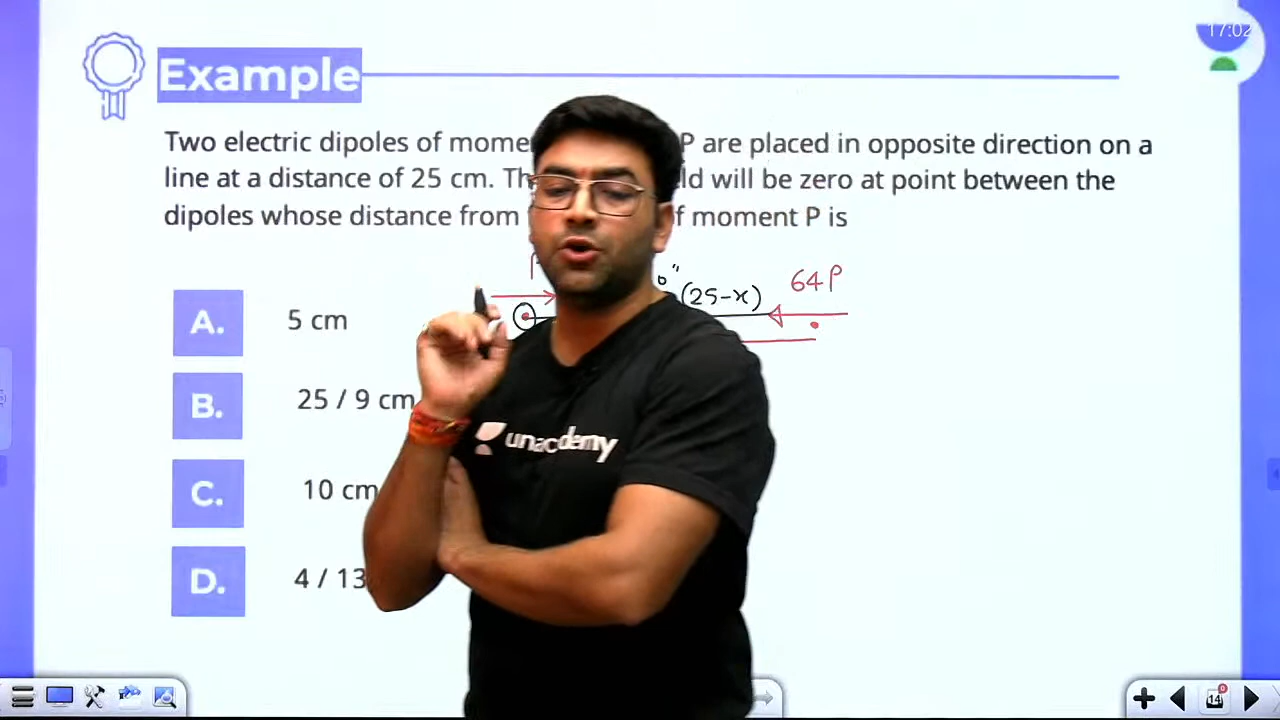 17:02
Example
Two electric dipoles of mome P are placed in opposite direction on a
line at a distance of 25 cm. Th ld will be zero at point between the
dipoles whose distance from f moment P is
(25-x) 64P
A. 5 cm
B. 25 / 9 cm
C. 10 cm
D. 4 / 13
unacademy
14